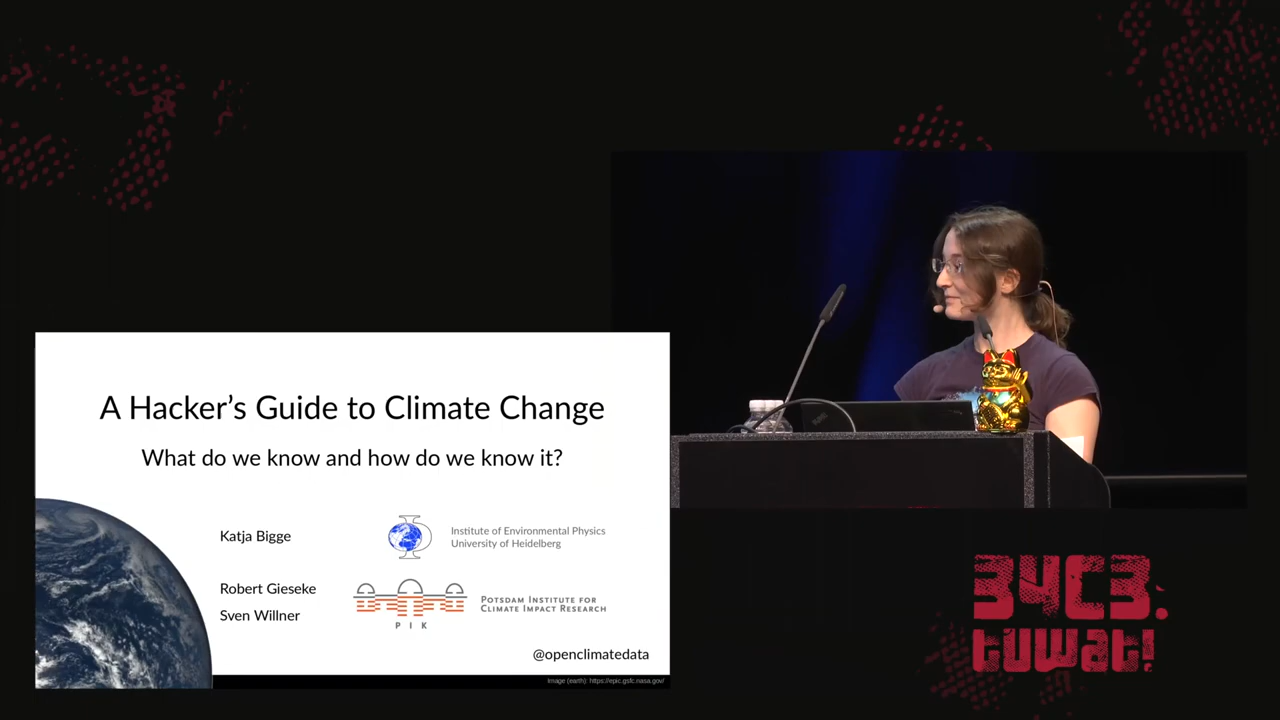 A Hacker's Guide to Climate Change
What do we know and how do we know it?
Katja Bigge
Institute of Environmental Physics
University of Heidelberg
Robert Gieseke
Sven Willner
POTSDAM INSTITUTE FOR
CLIMATE IMPACT RESEARCH
P I K
@openclimatedata
Image (earth): https://epic.gsfc.nasa.gov/
34C3.
tuwat!